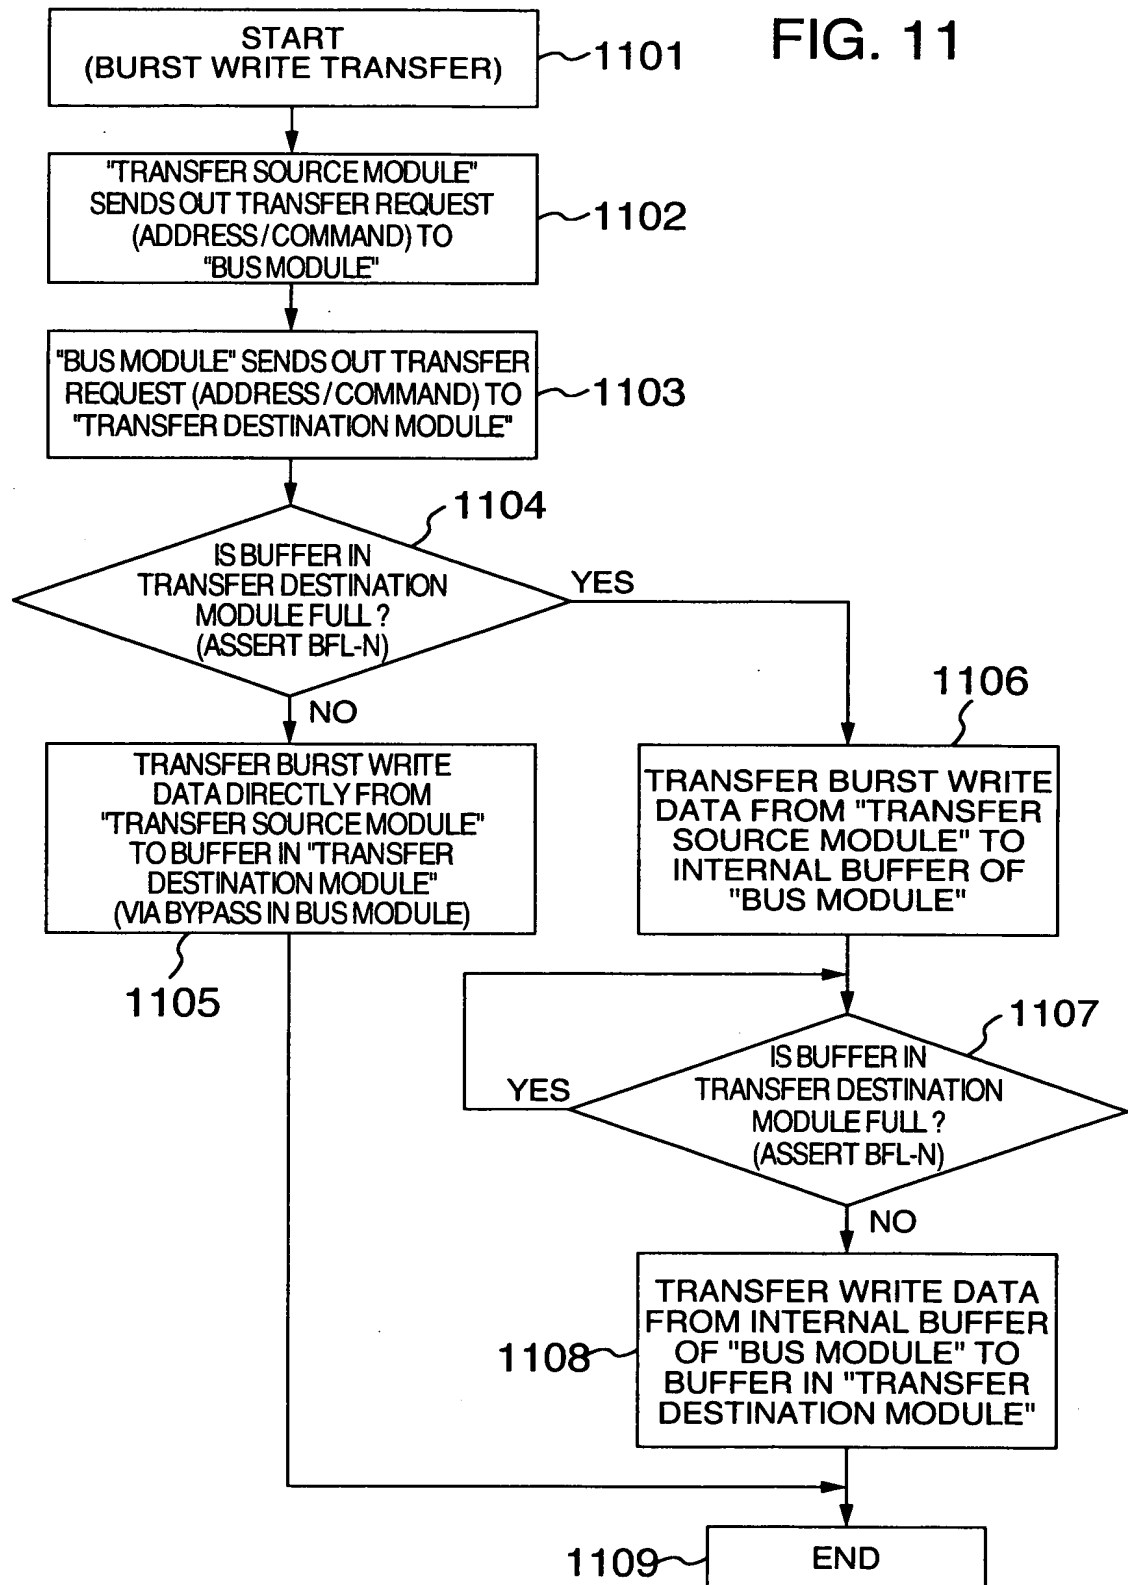 FIG. 11
START
(BURST WRITE TRANSFER)
1101
"TRANSFER SOURCE MODULE"
SENDS OUT TRANSFER REQUEST
(ADDRESS/COMMAND) TO
"BUS MODULE"
1102
"BUS MODULE" SENDS OUT TRANSFER
REQUEST (ADDRESS/COMMAND) TO
"TRANSFER DESTINATION MODULE"
1103
1104
IS BUFFER IN
TRANSFER DESTINATION
MODULE FULL?
(ASSERT BFL-N)
YES
NO
TRANSFER BURST WRITE
DATA DIRECTLY FROM
"TRANSFER SOURCE MODULE"
TO BUFFER IN "TRANSFER
DESTINATION MODULE"
(VIA BYPASS IN BUS MODULE)
1105
1106
TRANSFER BURST WRITE
DATA FROM "TRANSFER
SOURCE MODULE" TO
INTERNAL BUFFER OF
"BUS MODULE"
1107
IS BUFFER IN
TRANSFER DESTINATION
MODULE FULL?
(ASSERT BFL-N)
YES
NO
TRANSFER WRITE DATA
FROM INTERNAL BUFFER
OF "BUS MODULE" TO
BUFFER IN "TRANSFER
DESTINATION MODULE"
1108
END
1109